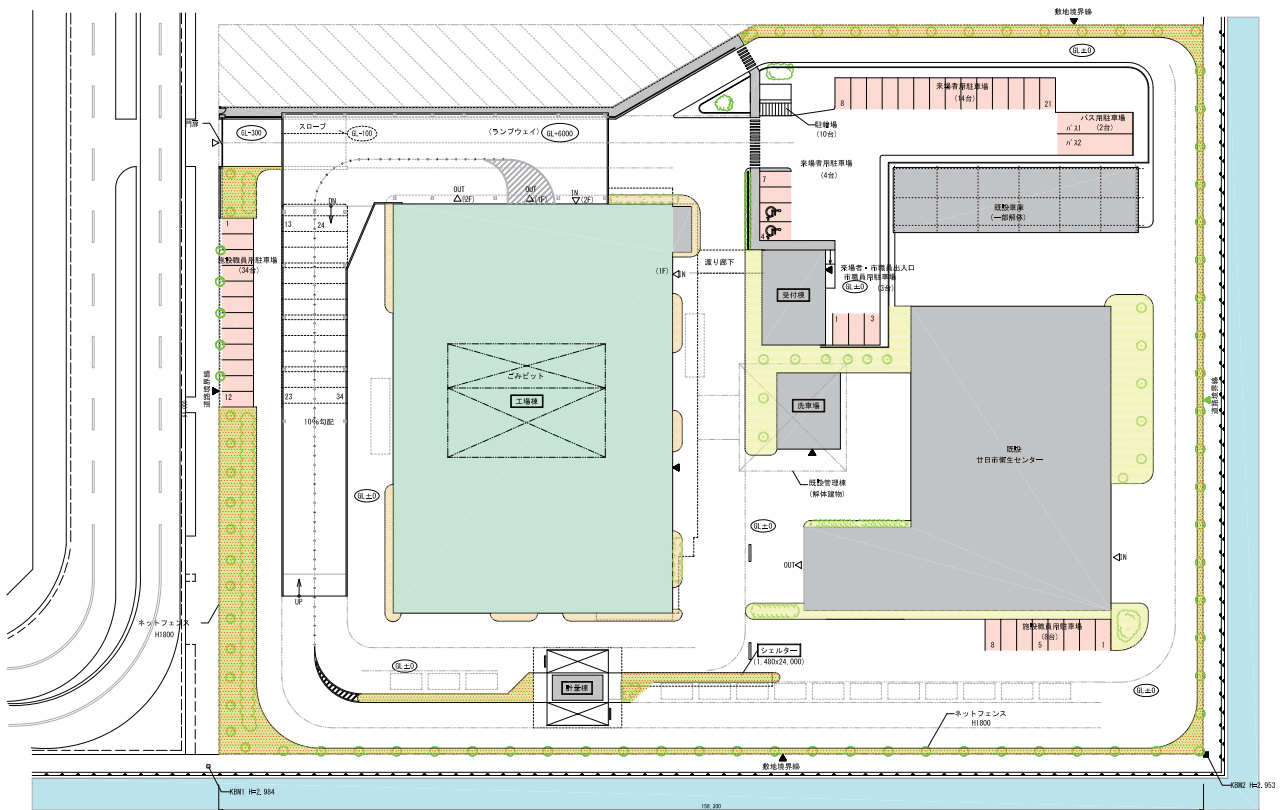 敷地境界線
GL±0
来場者用駐車場
(14台)
8
21
バス用駐車場
(2台)
バス1
バス2
駐輪場
(10台)
門扉
GL-300
スロープ
GL-100
(ランプウェイ)
GL+6000
来場者用駐車場
(4台)
7
4
OUT
(2F)
OUT
(1F)
IN
(2F)
DN
13
24
既設車庫
(一部解体)
1
施設職員用駐車場
(34台)
渡り廊下
(1F)
IN
来場者・市職員出入口
市職員用駐車場
(3台)
GL±0
受付棟
1
3
ごみピット
工場棟
洗車場
道路境界線
12
23
34
10%勾配
道路境界線
既設
廿日市衛生センター
既設管理棟
(解体建物)
GL±0
GL±0
OUT
IN
UP
ネットフェンス
H1800
施設職員用駐車場
(8台)
8
5
1
シェルター
(1,480x24,000)
GL±0
計量棟
GL±0
ネットフェンス
H1800
敷地境界線
KBM1 H=2.984
KBM2 H=2.953
156,300